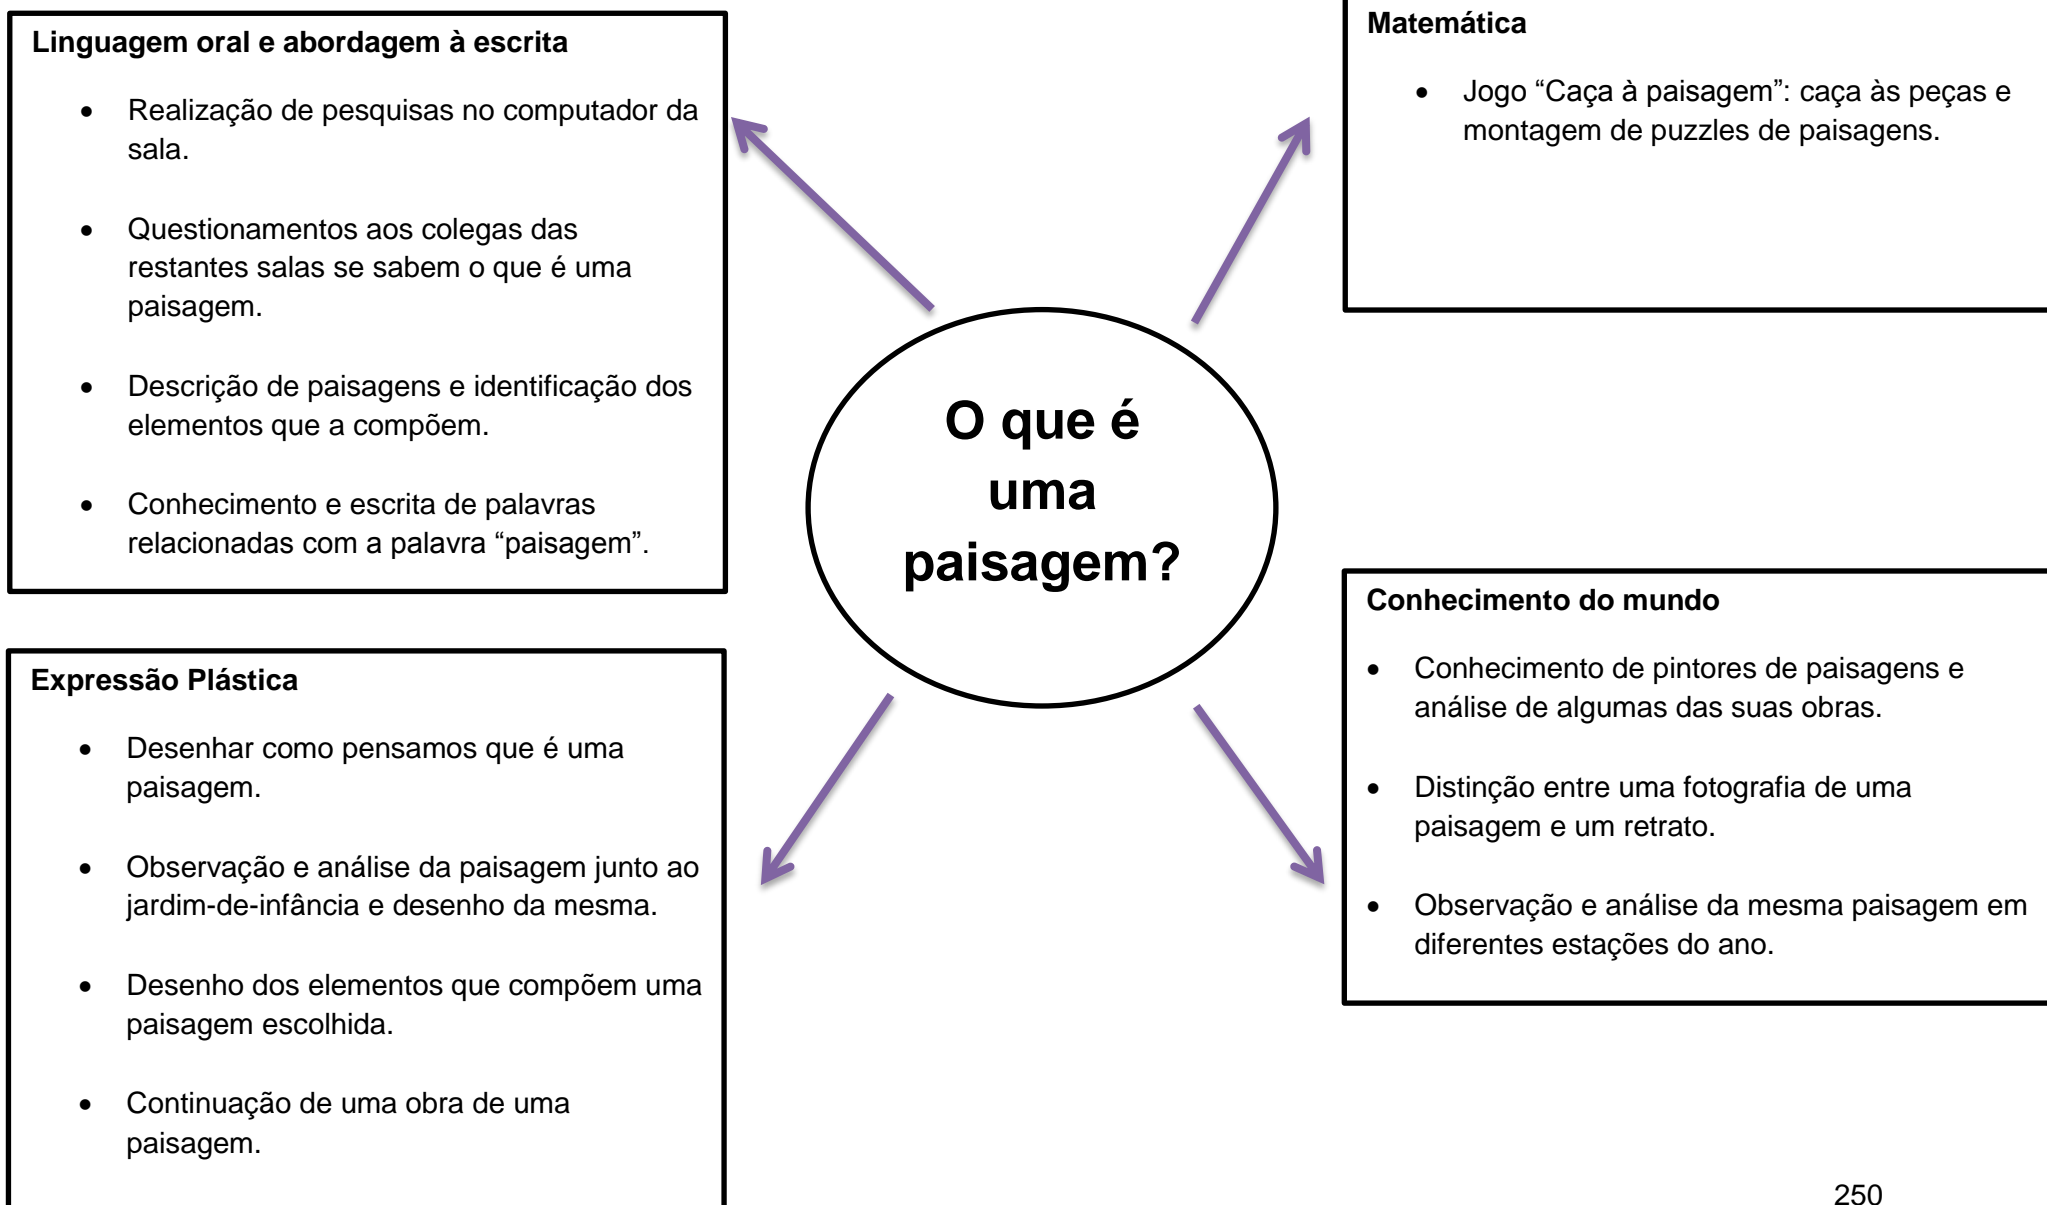 Linguagem oral e abordagem à escrita
• Realização de pesquisas no computador da
sala.
• Questionamentos aos colegas das
restantes salas se sabem o que é uma
paisagem.
• Descrição de paisagens e identificação dos
elementos que a compõem.
• Conhecimento e escrita de palavras
relacionadas com a palavra “paisagem”.
Matemática
• Jogo “Caça à paisagem”: caça às peças e
montagem de puzzles de paisagens.
O que é
uma
paisagem?
Expressão Plástica
• Desenhar como pensamos que é uma
paisagem.
• Observação e análise da paisagem junto ao
jardim-de-infância e desenho da mesma.
• Desenho dos elementos que compõem uma
paisagem escolhida.
• Continuação de uma obra de uma
paisagem.
Conhecimento do mundo
• Conhecimento de pintores de paisagens e
análise de algumas das suas obras.
• Distinção entre uma fotografia de uma
paisagem e um retrato.
• Observação e análise da mesma paisagem em
diferentes estações do ano.
250